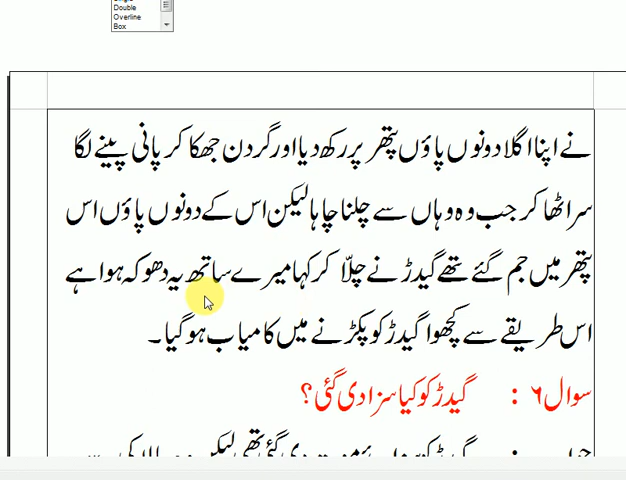 Double
Overline
Box
نے اپنا اگلا دونوں پاؤں پتھر پر رکھ دیا اور گردن جھکا کر پانی پینے لگا
سر اٹھا کر جب وہ وہاں سے چلنا چاہا لیکن اس کے دونوں پاؤں اس
پتھر میں جم گئے تھے گیدڑ نے چلّا کر کہا میرے ساتھ یہ دھوکہ ہوا ہے
اس طریقے سے کچھوا گیدڑ کو پکڑنے میں کامیاب ہو گیا۔
سوال ۶ : گیدڑ کو کیا سزا دی گئی؟